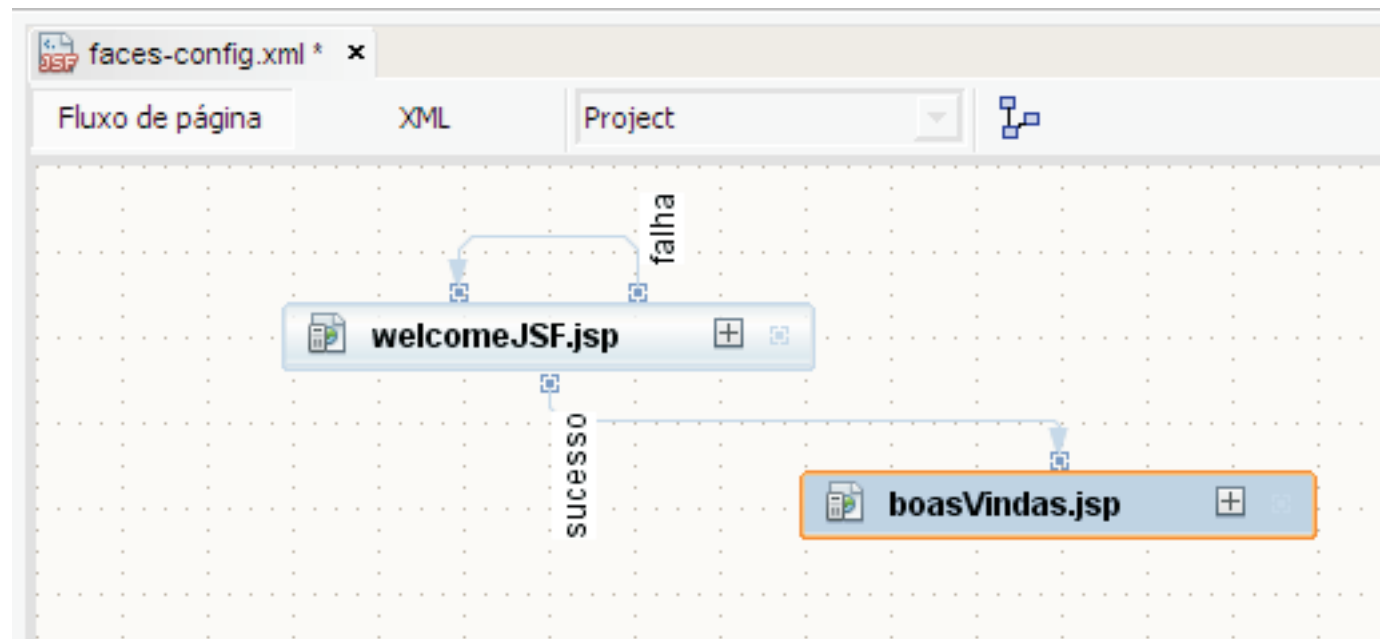 faces-config.xml *
Fluxo de página XML Project
falha
welcomeJSF.jsp
sucesso
boasVindas.jsp